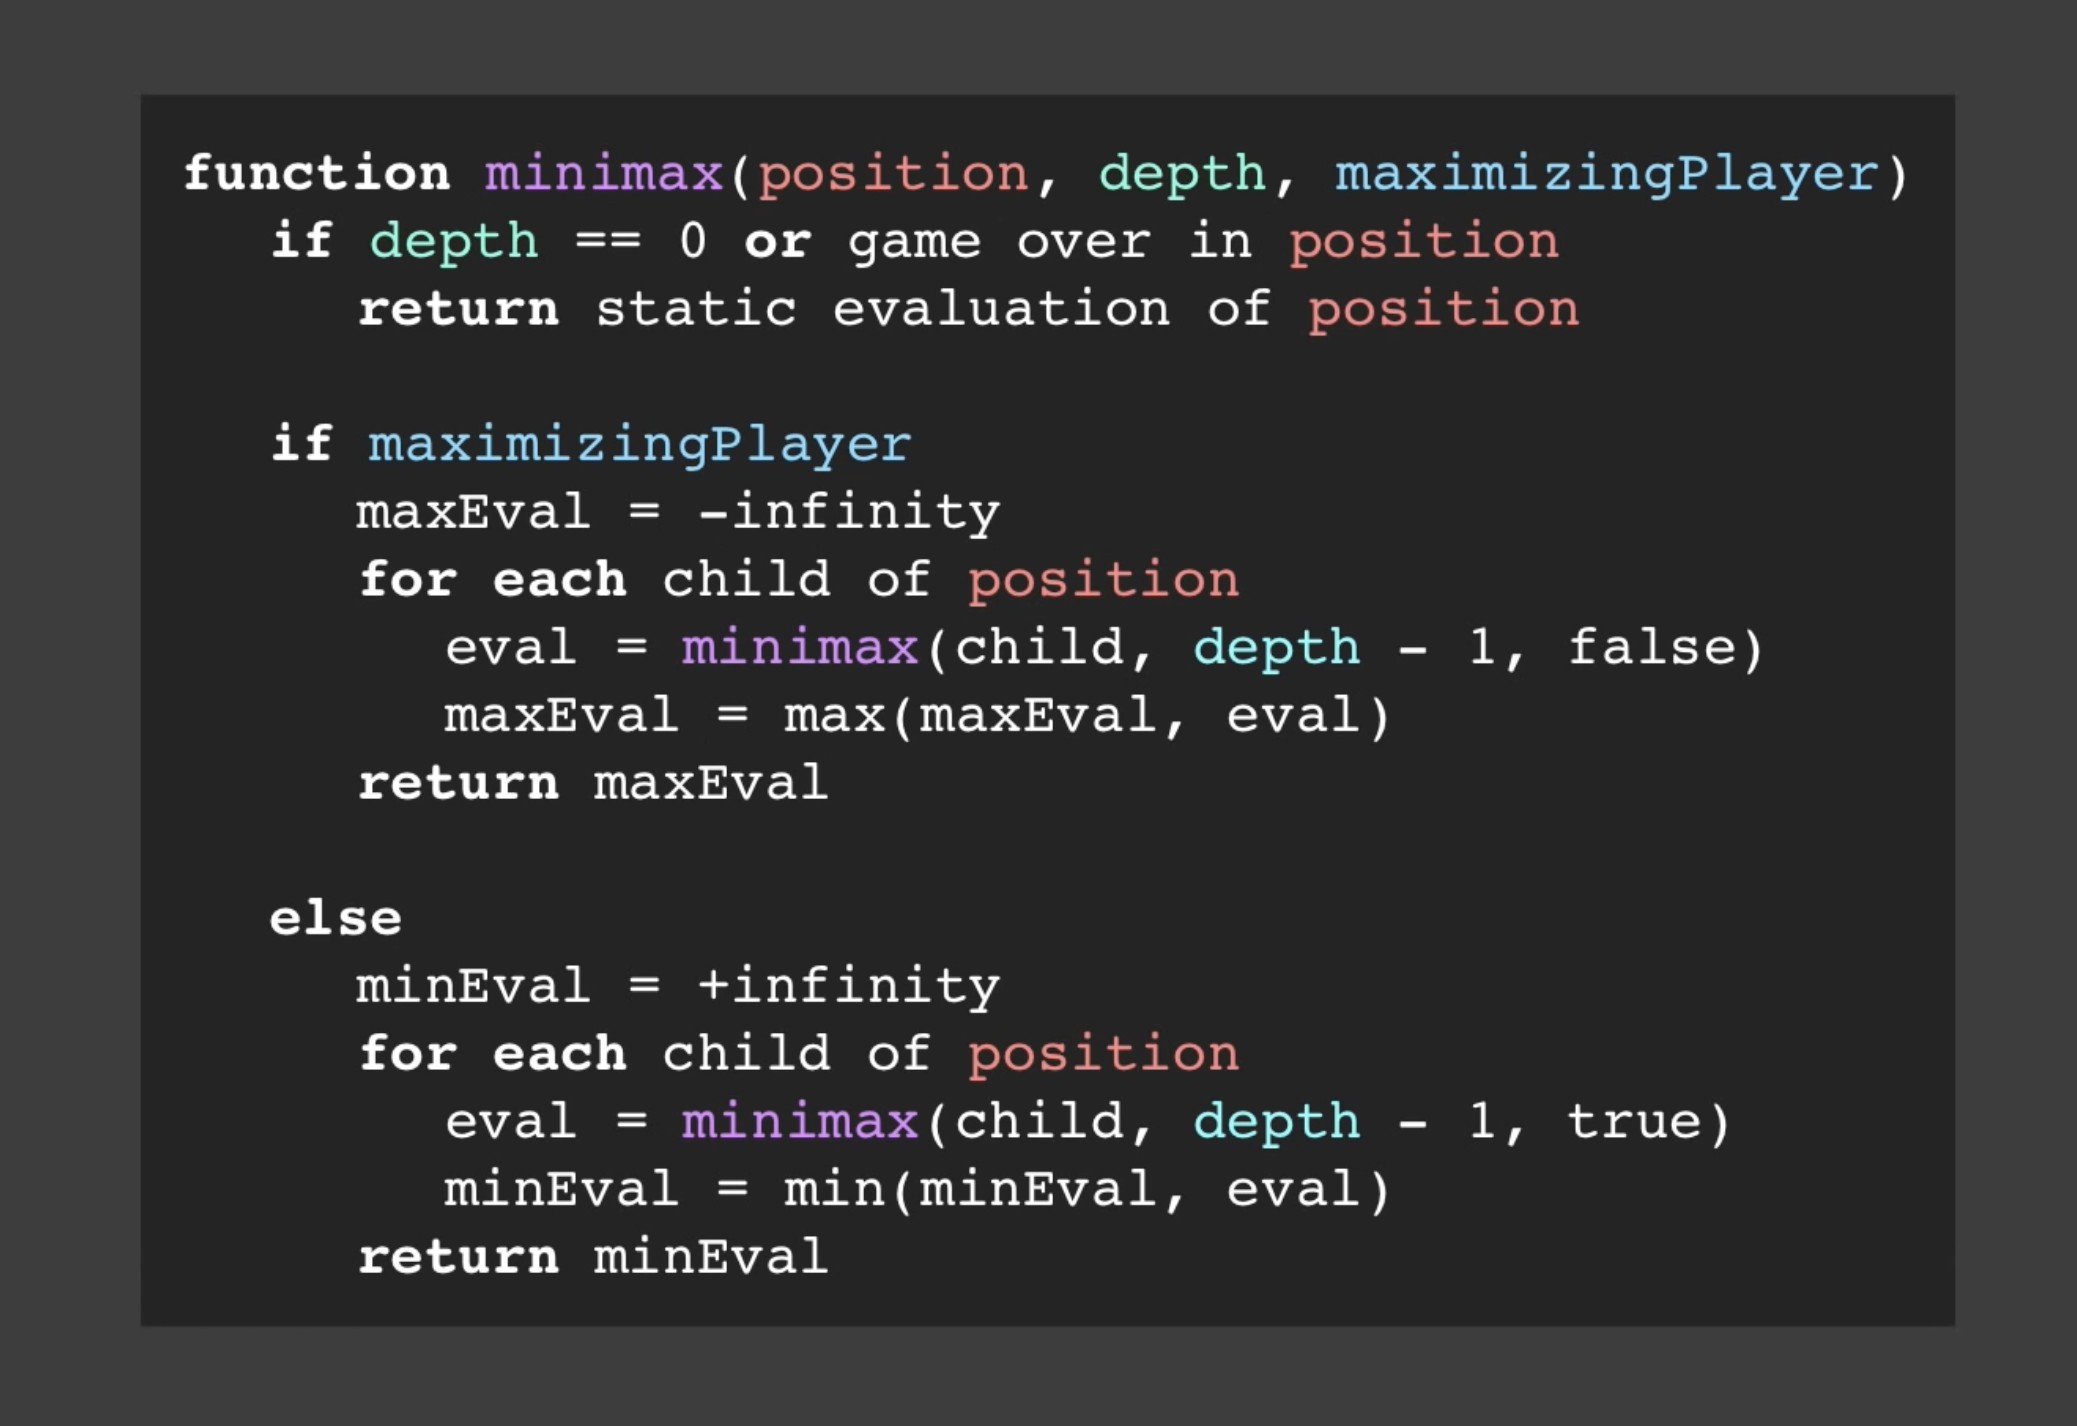 function minimax(position, depth, maximizingPlayer)
if depth == 0 or game over in position
return static evaluation of position
if maximizingPlayer
maxEval = -infinity
for each child of position
eval = minimax(child, depth - 1, false)
maxEval = max(maxEval, eval)
return maxEval
else
minEval = +infinity
for each child of position
eval = minimax(child, depth - 1, true)
minEval = min(minEval, eval)
return minEval